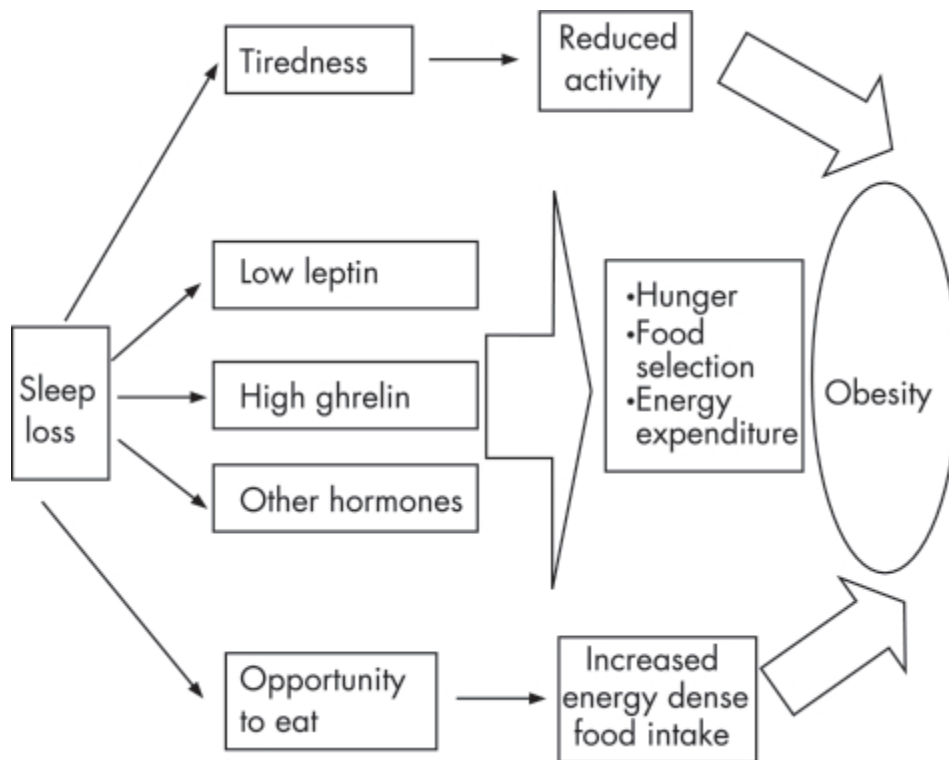 Tiredness
Reduced
activity
Low leptin
High ghrelin
Other hormones
Sleep
loss
•Hunger
•Food
selection
•Energy
expenditure
Obesity
Opportunity
to eat
Increased
energy dense
food intake